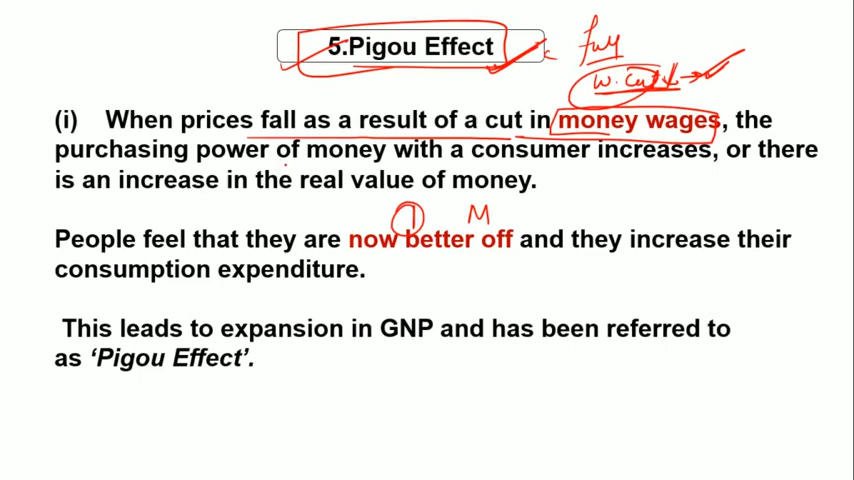 5.Pigou Effect
(i) When prices fall as a result of a cut in money wages, the
purchasing power of money with a consumer increases, or there
is an increase in the real value of money.
M
People feel that they are now better off and they increase their
consumption expenditure.
This leads to expansion in GNP and has been referred to
as ‘Pigou Effect’.